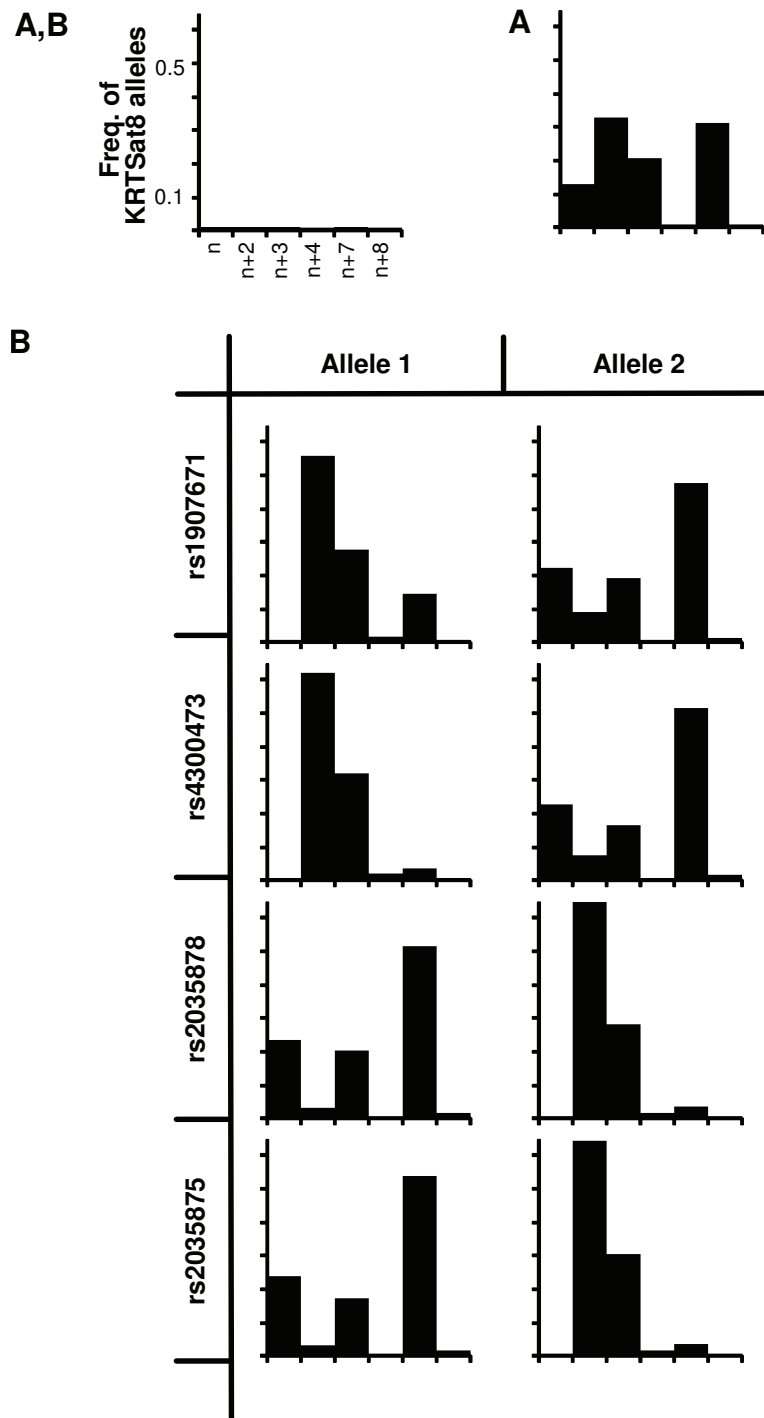 A,B
Freq. of
KRTSat8 alleles
0.5
0.1
n
n+2
n+3
n+4
n+7
n+8
A
B
Allele 1
Allele 2
rs1907671
rs4300473
rs2035878
rs2035875